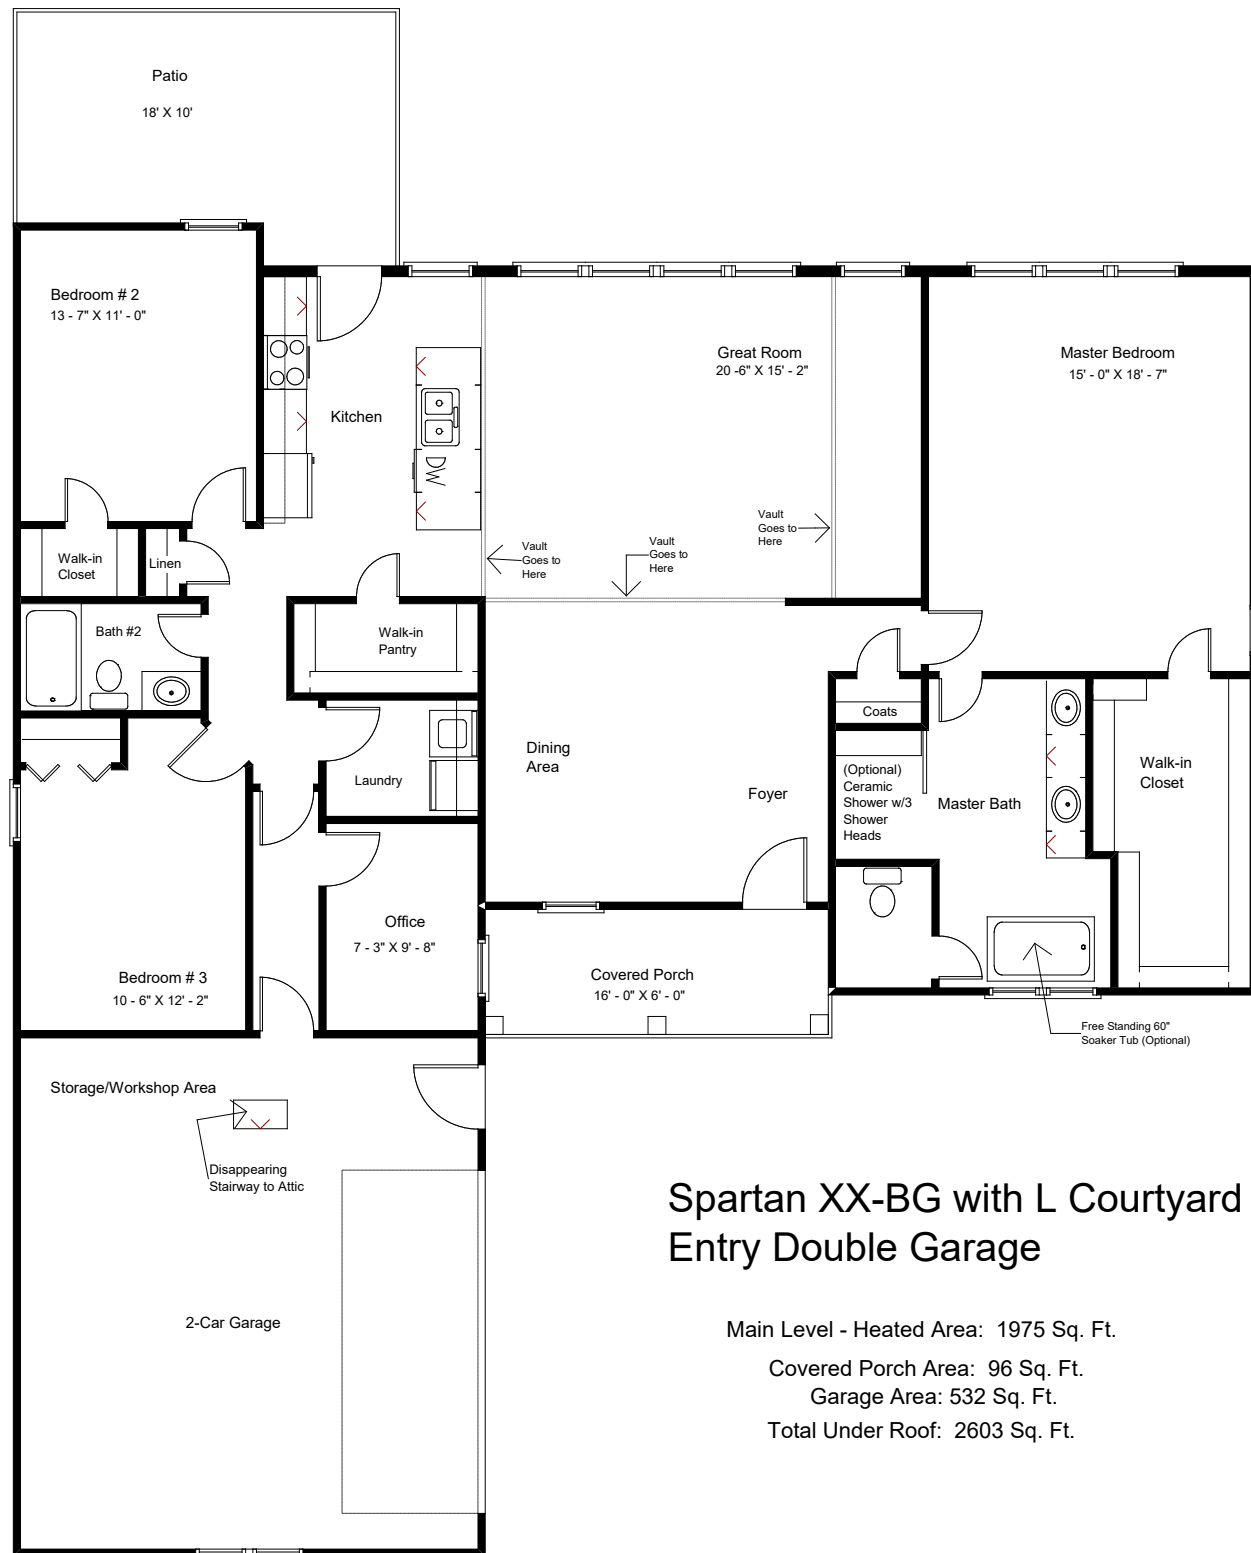 Patio
18' X 10'
Bedroom # 2
13 - 7" X 11' - 0"
Great Room
20 -6" X 15' - 2"
Master Bedroom
15' - 0" X 18' - 7"
Kitchen
DW
Vault
Goes to
Here
Vault
Goes to
Here
Vault
Goes to
Here
Walk-in
Closet
Linen
Bath #2
Walk-in
Pantry
Coats
Laundry
Dining
Area
Foyer
(Optional)
Ceramic
Shower w/3
Shower
Heads
Master Bath
Walk-in
Closet
Office
7 - 3" X 9' - 8"
Bedroom # 3
10 - 6" X 12' - 2"
Covered Porch
16' - 0" X 6' - 0"
Free Standing 60"
Soaker Tub (Optional)
Storage/Workshop Area
Disappearing
Stairway to Attic
2-Car Garage
Spartan XX-BG with L Courtyard
Entry Double Garage
Main Level - Heated Area: 1975 Sq. Ft.
Covered Porch Area: 96 Sq. Ft.
Garage Area: 532 Sq. Ft.
Total Under Roof: 2603 Sq. Ft.